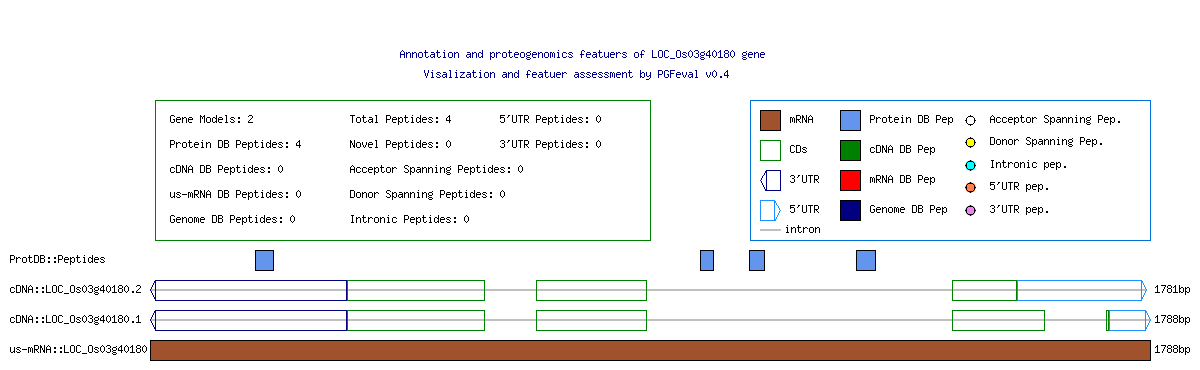 Annotation and proteogenomics featuers of LOC_Os03g40180 gene
Visalization and featuer assessment by PGFeval v0.4
Gene Models: 2 Total Peptides: 4 5'UTR Peptides: 0
Protein DB Peptides: 4 Novel Peptides: 0 3'UTR Peptides: 0
cDNA DB Peptides: 0 Acceptor Spanning Peptides: 0
us-mRNA DB Peptides: 0 Donor Spanning Peptides: 0
Genome DB Peptides: 0 Intronic Peptides: 0
mRNA Protein DB Pep Acceptor Spanning Pep.
CDs cDNA DB Pep Donor Spanning Pep.
3'UTR mRNA DB Pep Intronic pep.
5'UTR Genome DB Pep 5'UTR pep.
intron 3'UTR pep.
ProtDB::Peptides
cDNA::LOC_Os03g40180.2 1781bp
cDNA::LOC_Os03g40180.1 1788bp
us-mRNA::LOC_Os03g40180 1788bp